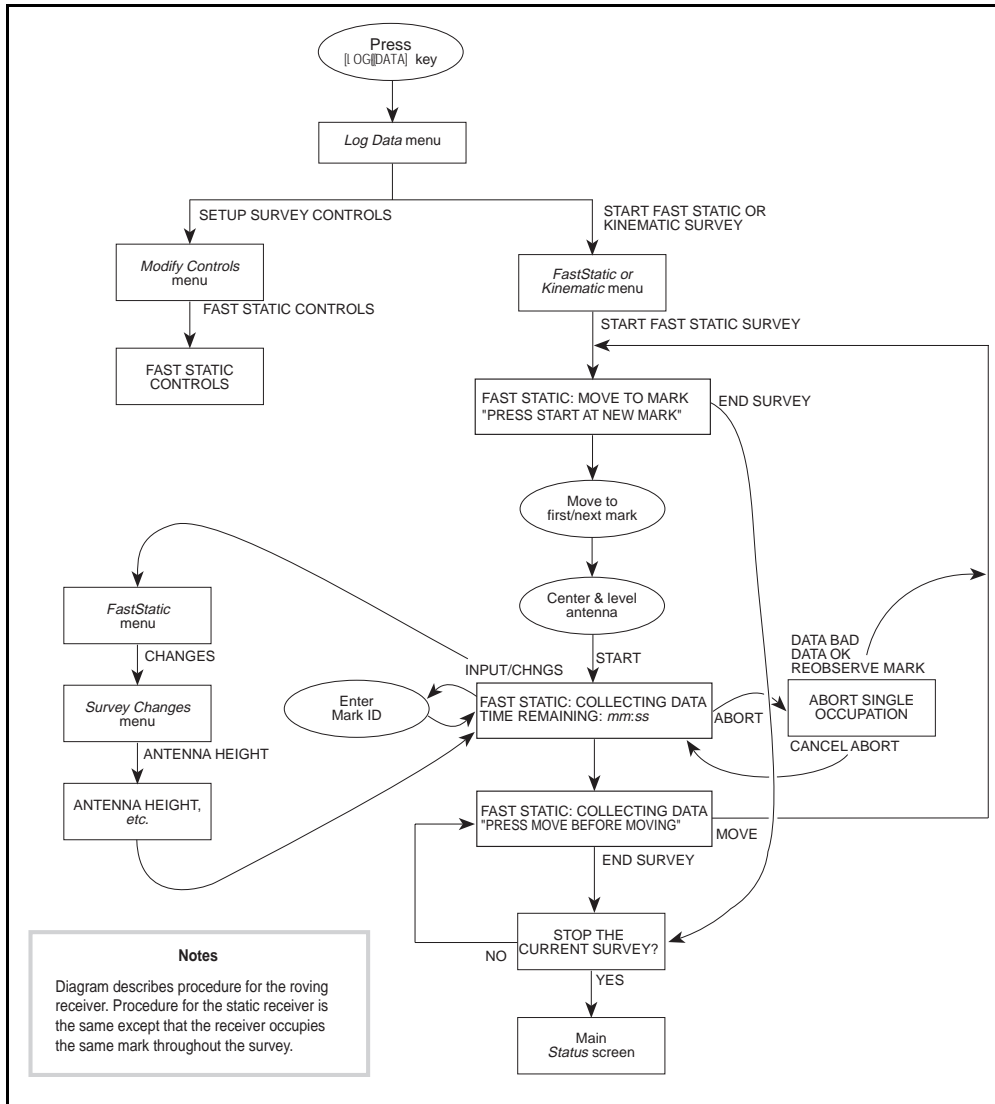 Press
[LOG DATA] key
Log Data menu
SETUP SURVEY CONTROLS
START FAST STATIC OR
KINEMATIC SURVEY
Modify Controls
menu
FastStatic or
Kinematic menu
FAST STATIC CONTROLS
START FAST STATIC SURVEY
FAST STATIC
CONTROLS
FAST STATIC: MOVE TO MARK
"PRESS START AT NEW MARK"
END SURVEY
Move to
first/next mark
Center & level
antenna
FastStatic
menu
CHANGES
START
INPUT/CHNGS
DATA BAD
DATA OK
REOBSERVE MARK
Enter
Mark ID
Survey Changes
menu
FAST STATIC: COLLECTING DATA
TIME REMAINING: mm:ss
ABORT
ABORT SINGLE
OCCUPATION
CANCEL ABORT
ANTENNA HEIGHT
ANTENNA HEIGHT,
etc.
FAST STATIC: COLLECTING DATA
"PRESS MOVE BEFORE MOVING"
MOVE
END SURVEY
STOP THE
CURRENT SURVEY?
NO
YES
Main
Status screen
Notes
Diagram describes procedure for the roving
receiver. Procedure for the static receiver is
the same except that the receiver occupies
the same mark throughout the survey.